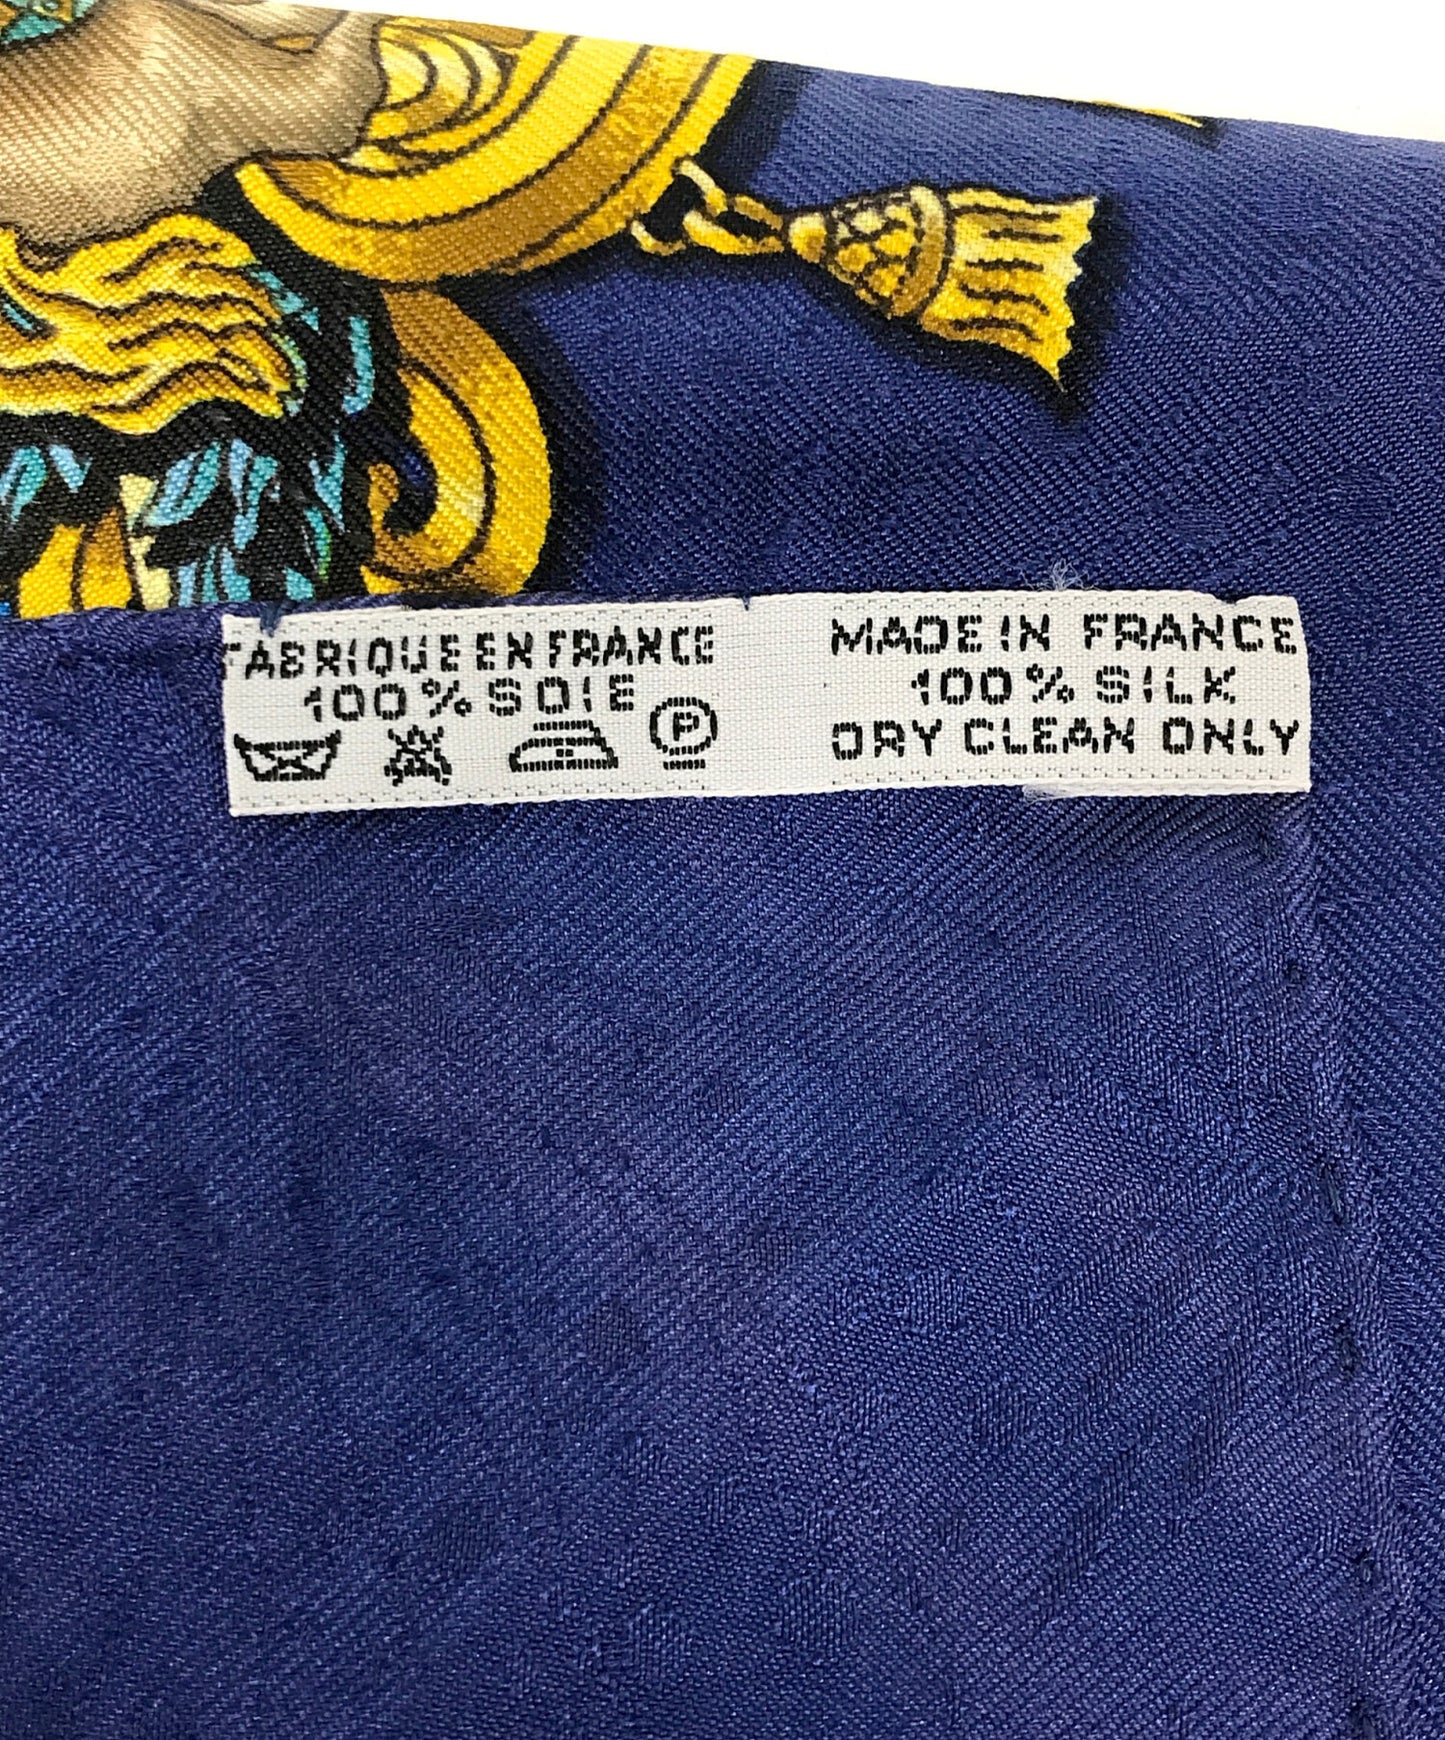 FABRIQUE EN FRANCE
100% SOIE
P
MADE IN FRANCE
100% SILK
DRY CLEAN ONLY